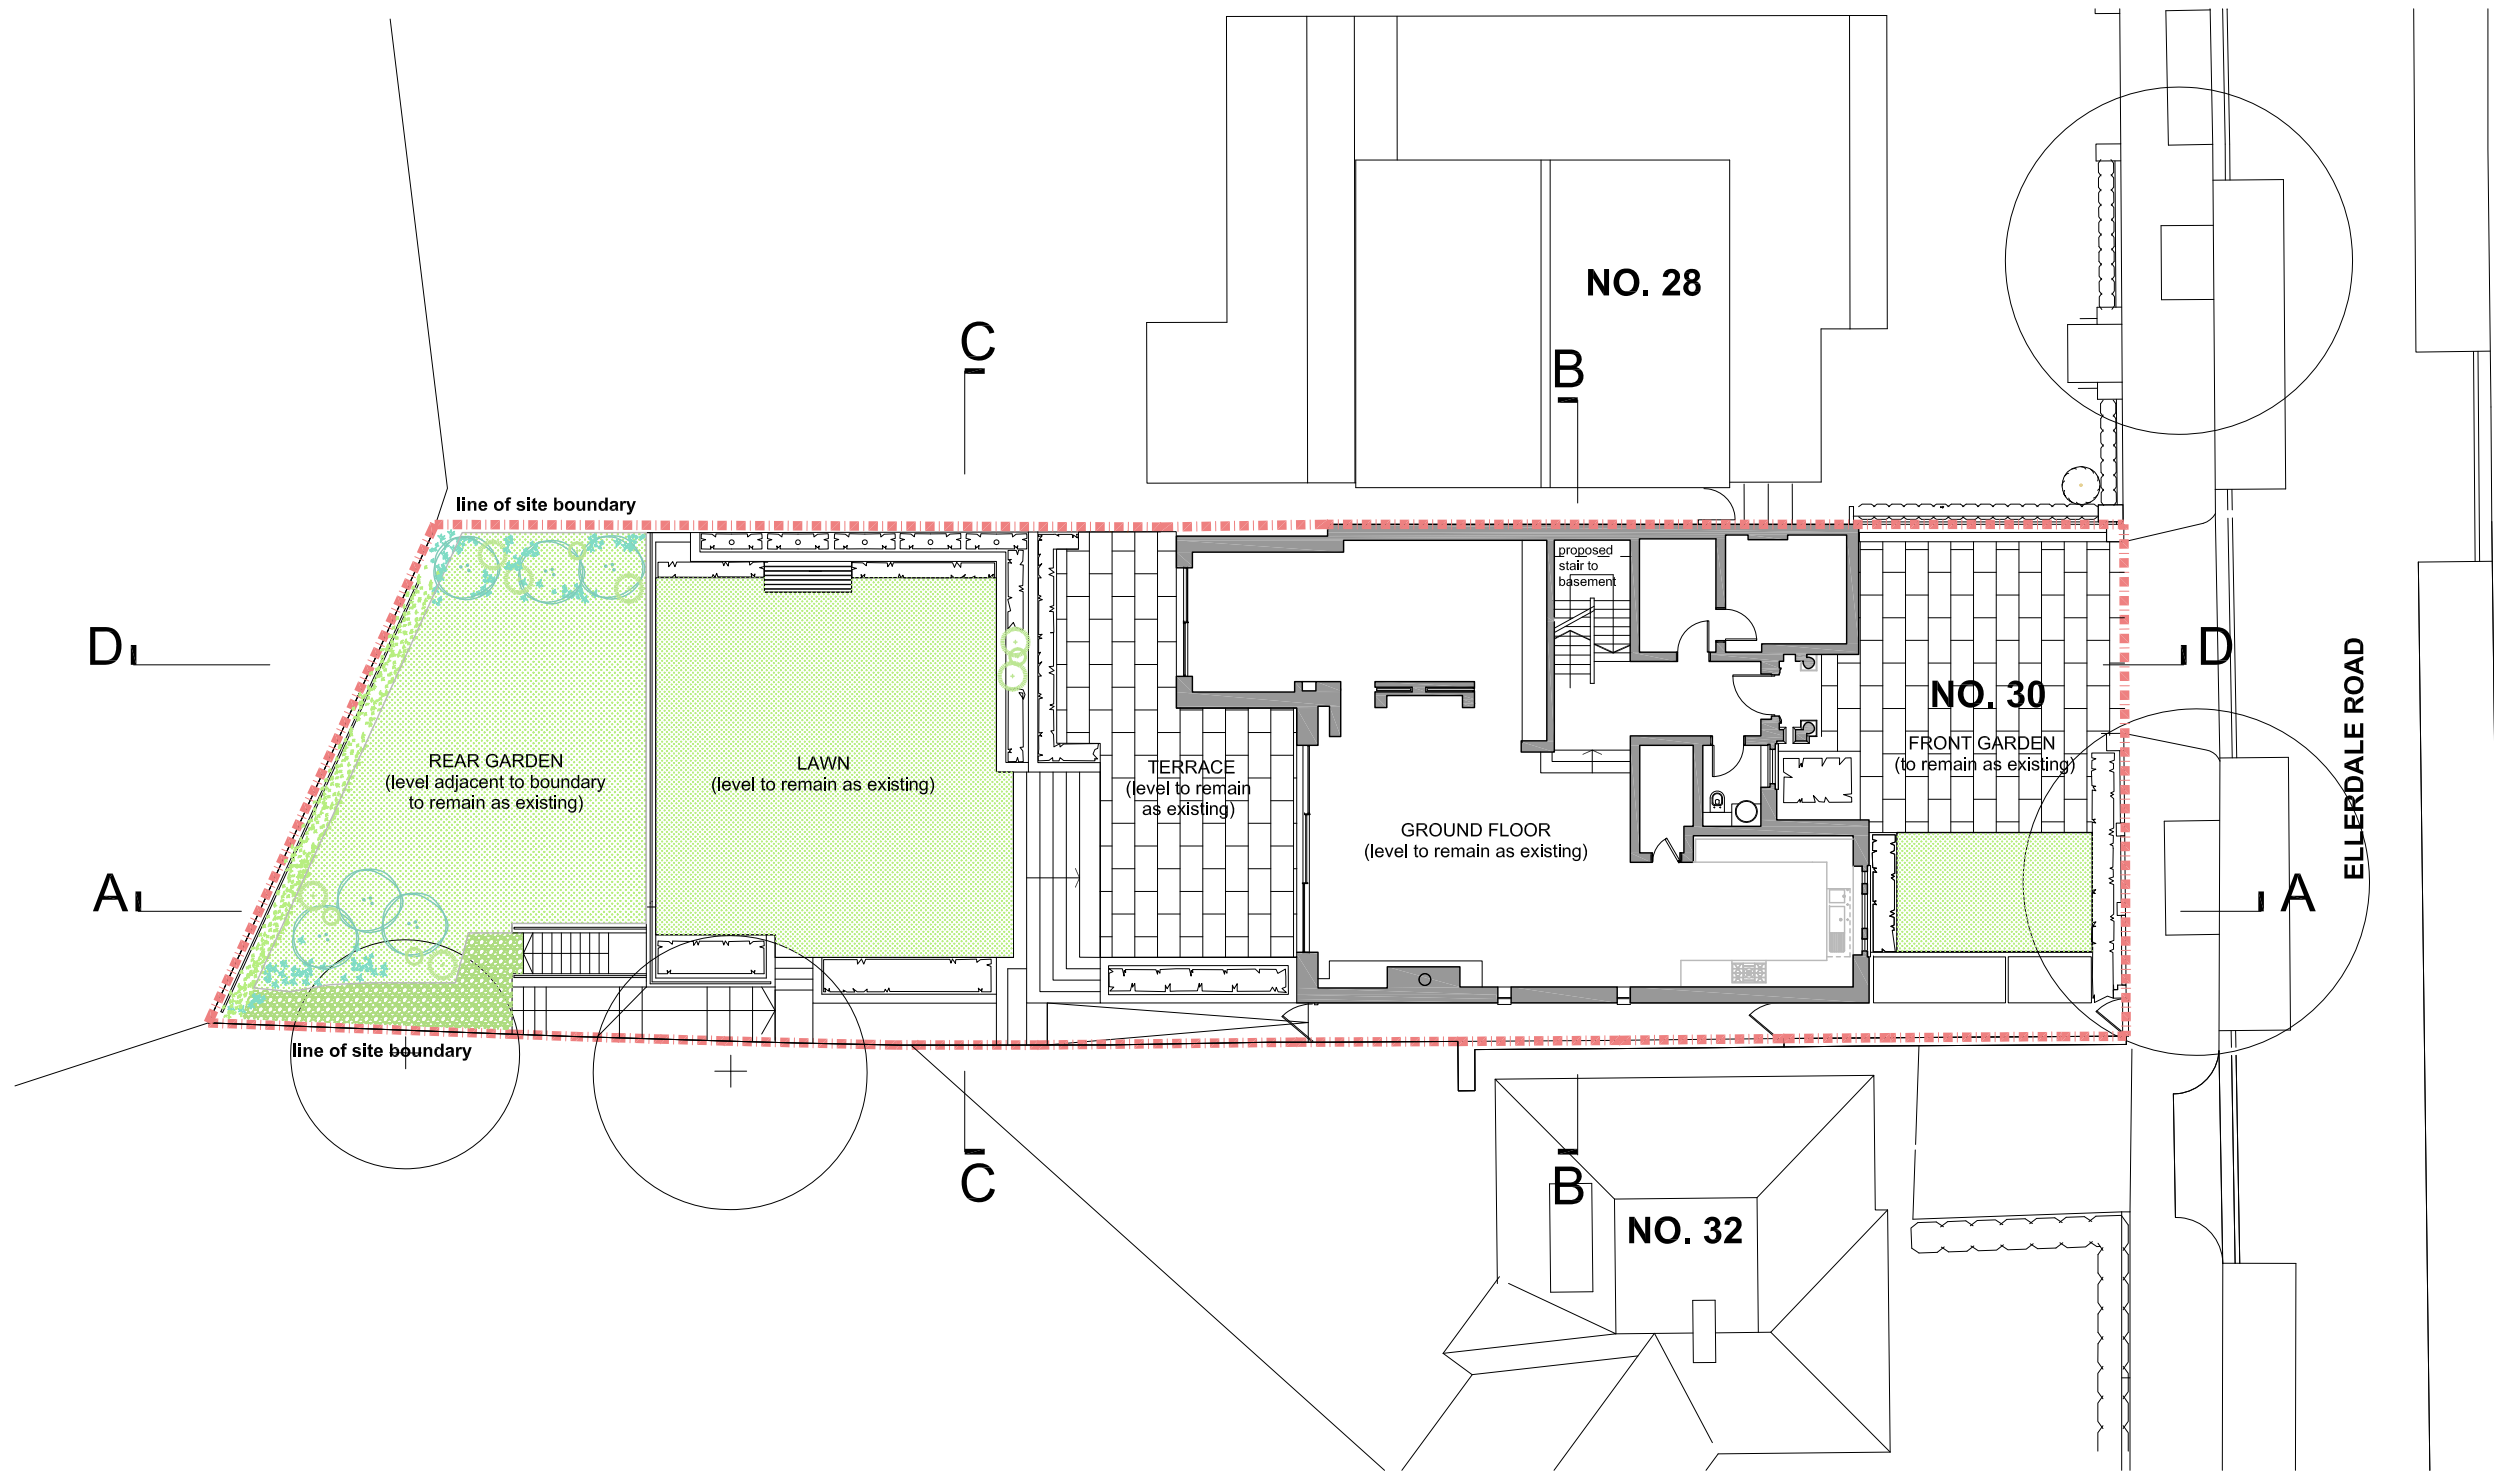 NO. 28
C
B
line of site boundary
proposed
stair to
basement
D
D
ELLERDALE ROAD
NO. 30
FRONT GARDEN
(to remain as existing)
REAR GARDEN
(level adjacent to boundary
to remain as existing)
LAWN
(level to remain as existing)
TERRACE
(level to remain
as existing)
GROUND FLOOR
(level to remain as existing)
A
A
line of site boundary
C
B
NO. 32